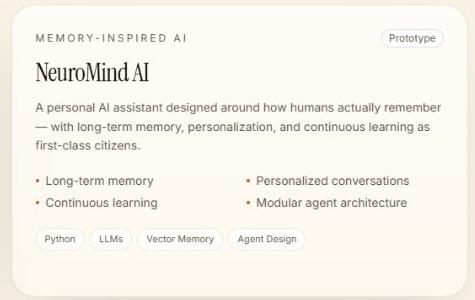 MEMORY-INSPIRED AI
Prototype
NeuroMind AI
A personal AI assistant designed around how humans actually remember
— with long-term memory, personalization, and continuous learning as
first-class citizens.
• Long-term memory
• Personalized conversations
• Continuous learning
• Modular agent architecture
Python
LLMs
Vector Memory
Agent Design